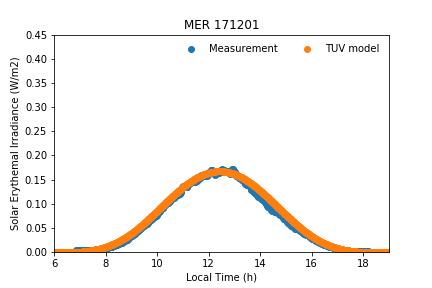 MER 171201
Measurement
TUV model
Solar Erythemal Irradiance (W/m2)
0.45
0.40
0.35
0.30
0.25
0.20
0.15
0.10
0.05
0.00
6 8 10 12 14 16 18
Local Time (h)